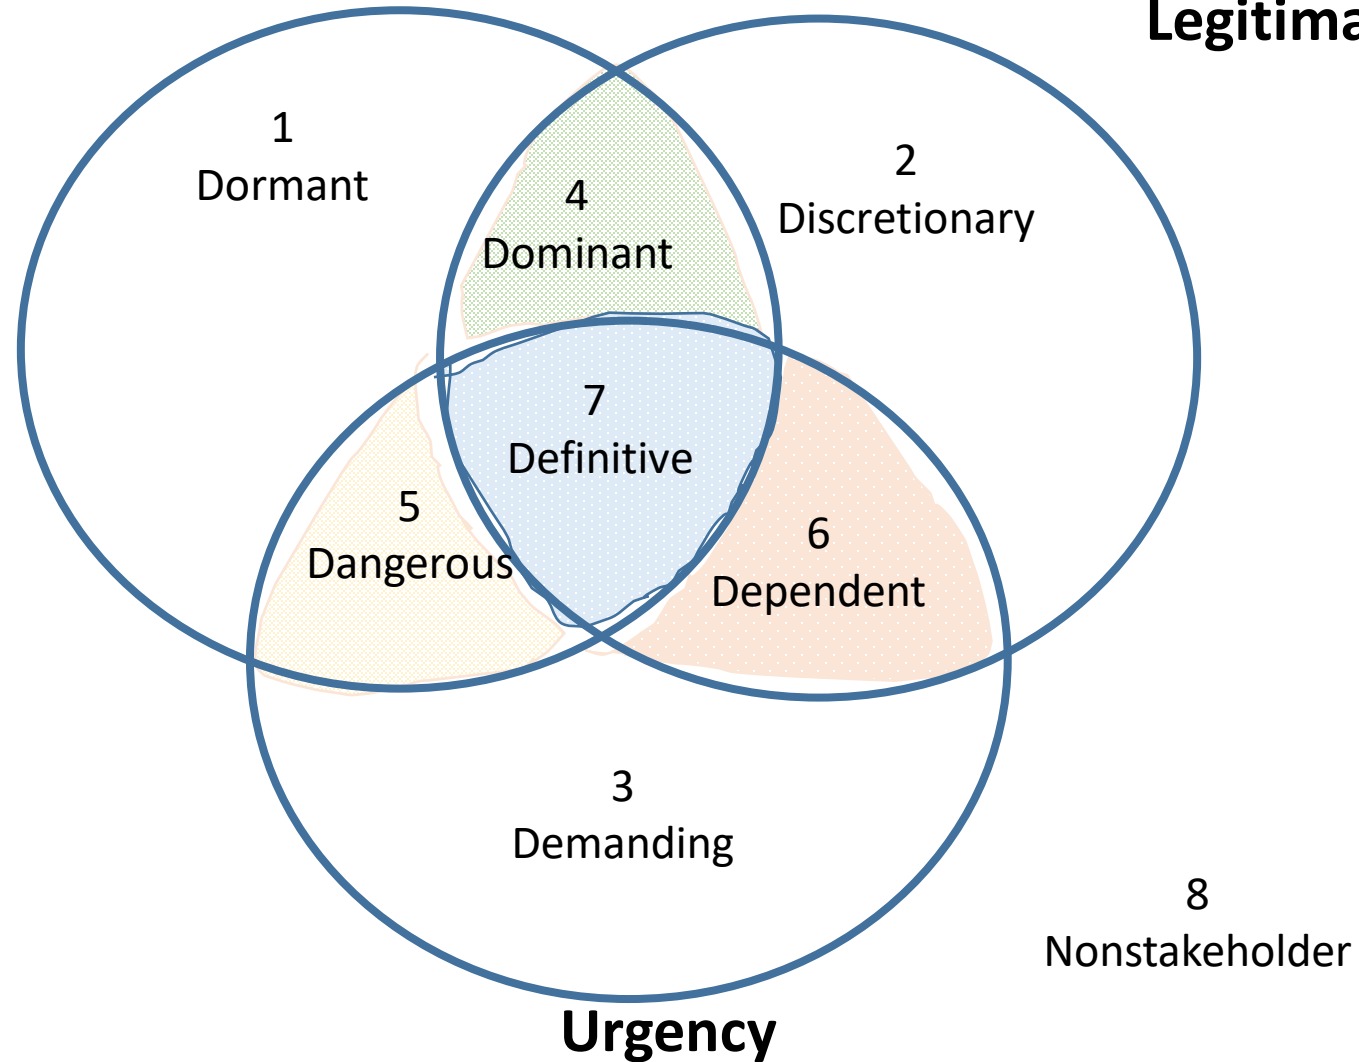 Legitima
1
Dormant
2
Discretionary
4
Dominant
7
Definitive
5
Dangerous
6
Dependent
3
Demanding
8
Nonstakeholder
Urgency